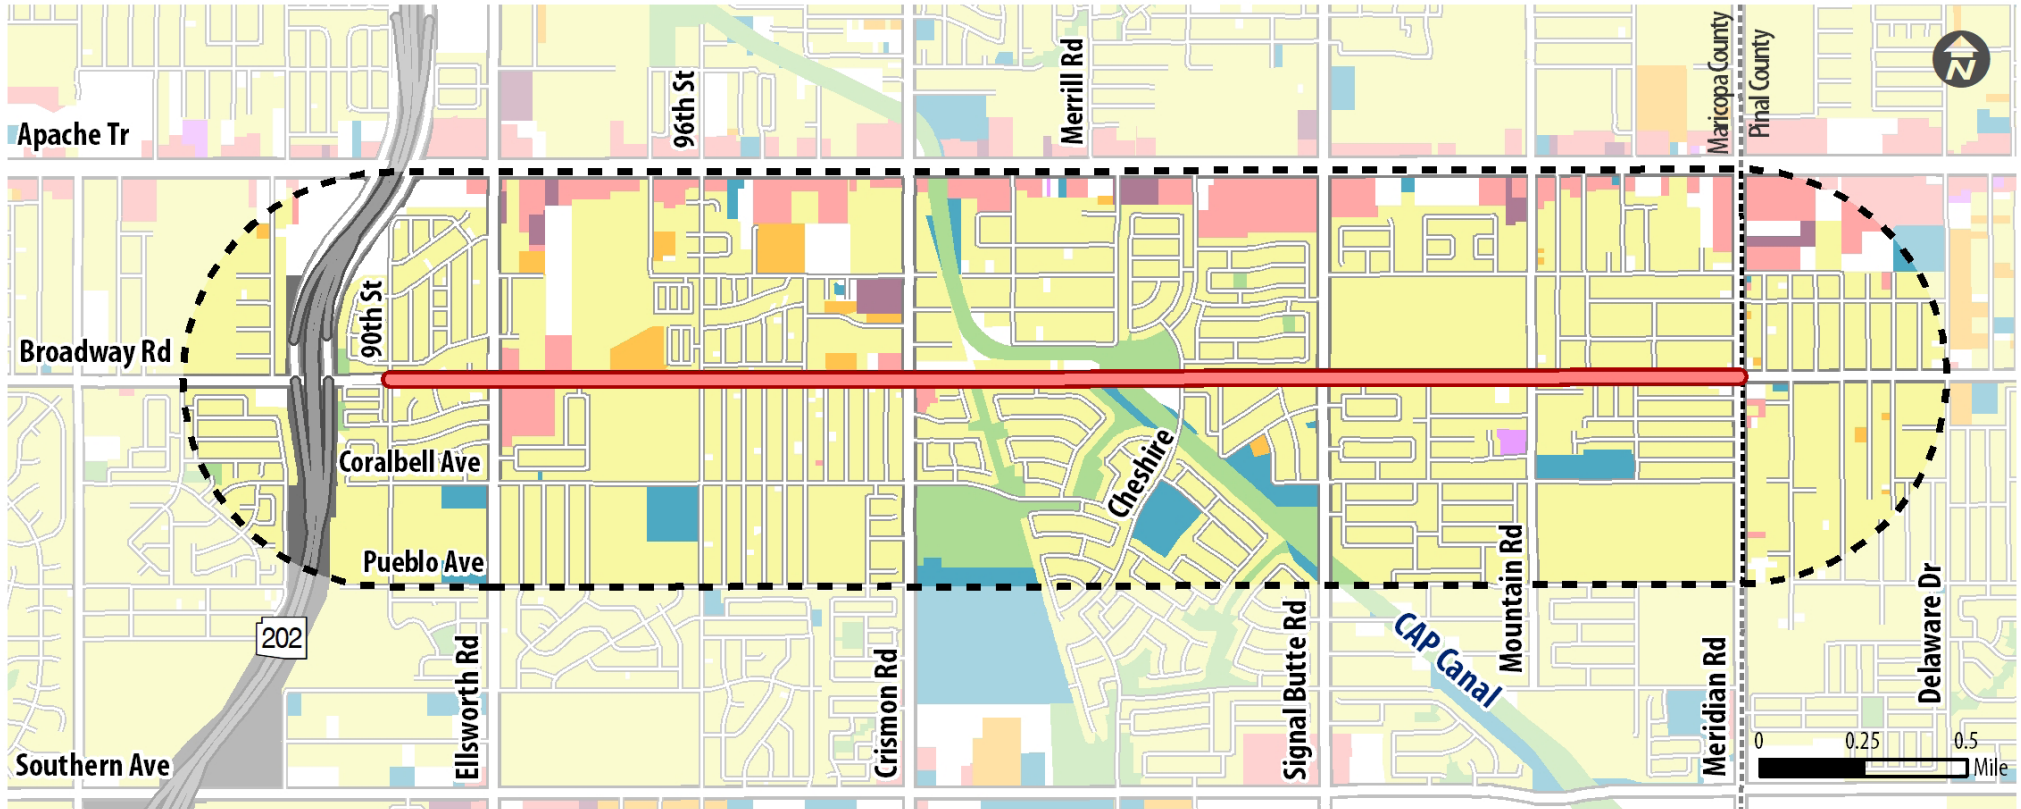 Apache Tr
96th St
Merrill Rd
Maricopa County
Pinal County
N
Broadway Rd
90th St
Coralbell Ave
Cheshire
Pueblo Ave
202
Ellsworth Rd
Crismon Rd
Signal Butte Rd
CAP Canal
Mountain Rd
Meridian Rd
Delaware Dr
Southern Ave
0 0.25 0.5
Mile